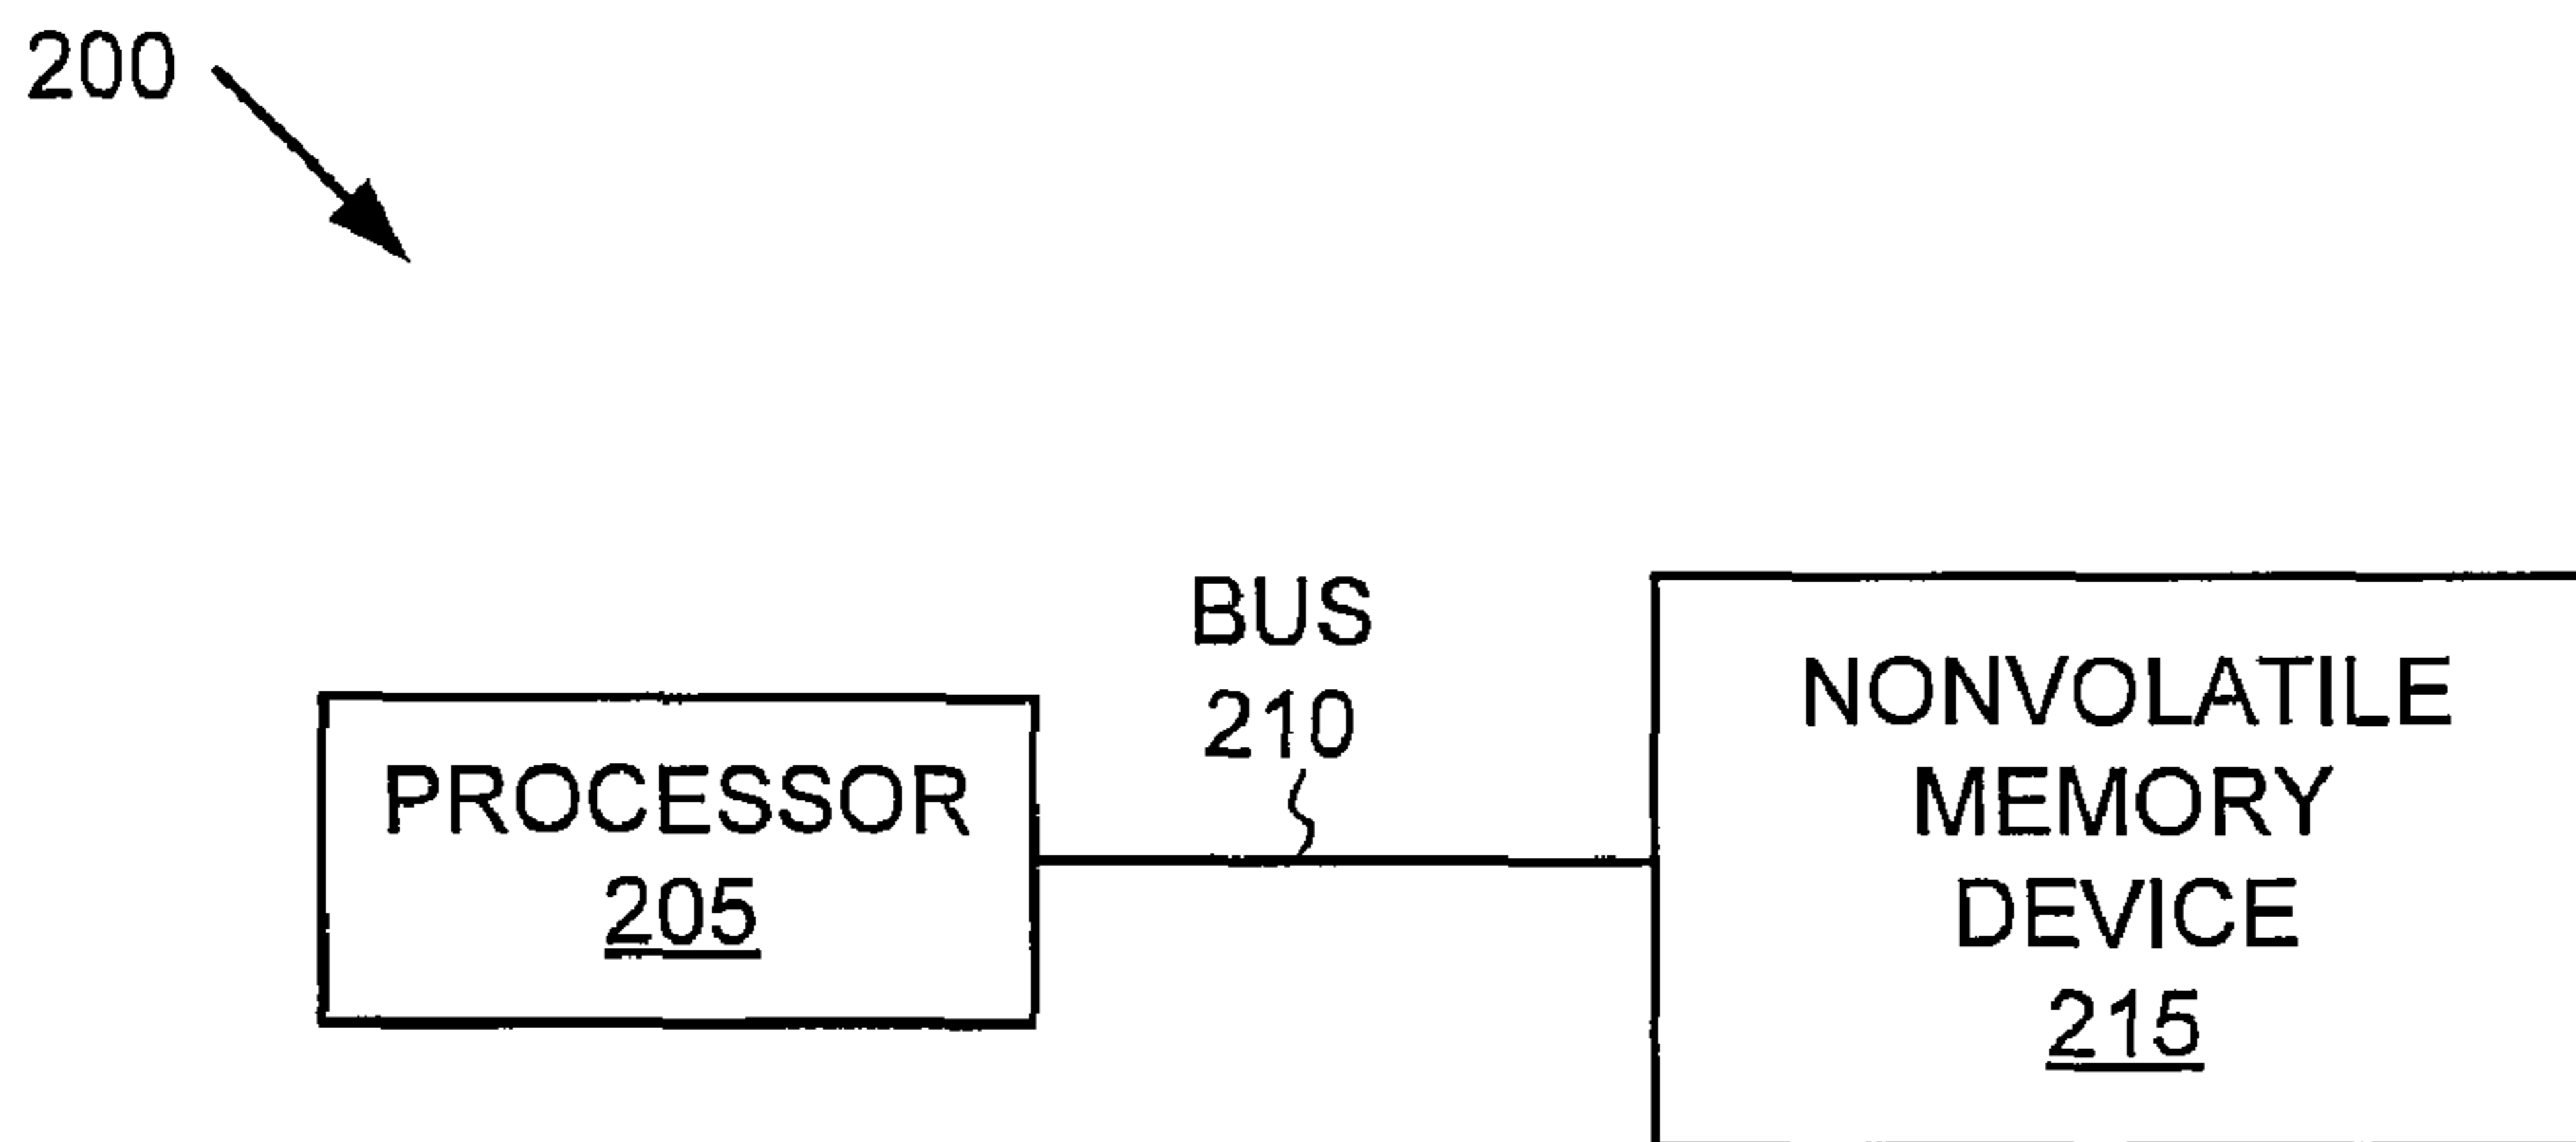 200
BUS
210
PROCESSOR
205
NONVOLATILE
MEMORY
DEVICE
215